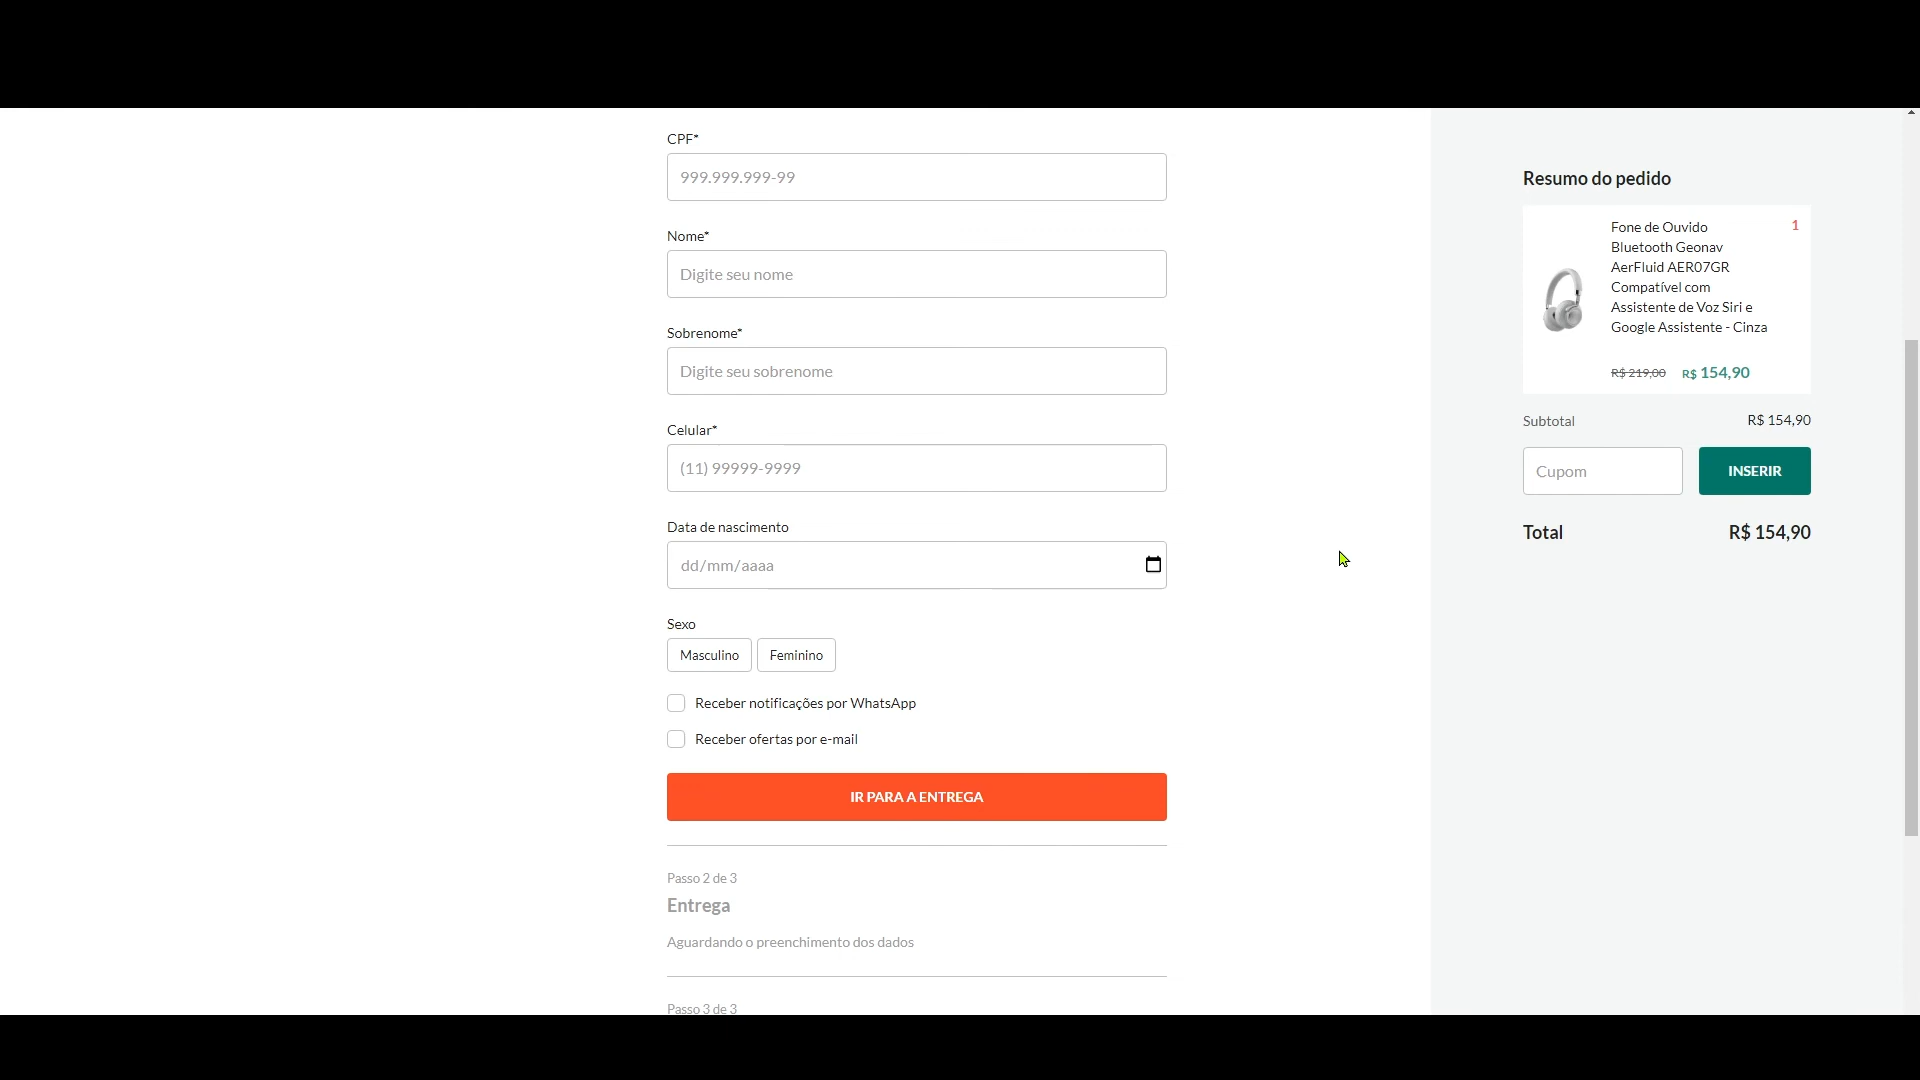 CPF*
999.999.999-99
Nome*
Digite seu nome
Sobrenome*
Digite seu sobrenome
Celular*
(11) 99999-9999
Data de nascimento
dd/mm/aaaa
Sexo
Masculino Feminino
Receber notificações por WhatsApp
Receber ofertas por e-mail
IR PARA A ENTREGA
Passo 2 de 3
Entrega
Aguardando o preenchimento dos dados
Passo 3 de 3
Resumo do pedido
Fone de Ouvido 1
Bluetooth Geonav
AerFluid AER07GR
Compatível com
Assistente de Voz Siri e
Google Assistente - Cinza
R$ 219,00 R$ 154,90
Subtotal R$ 154,90
Cupom INSERIR
Total R$ 154,90